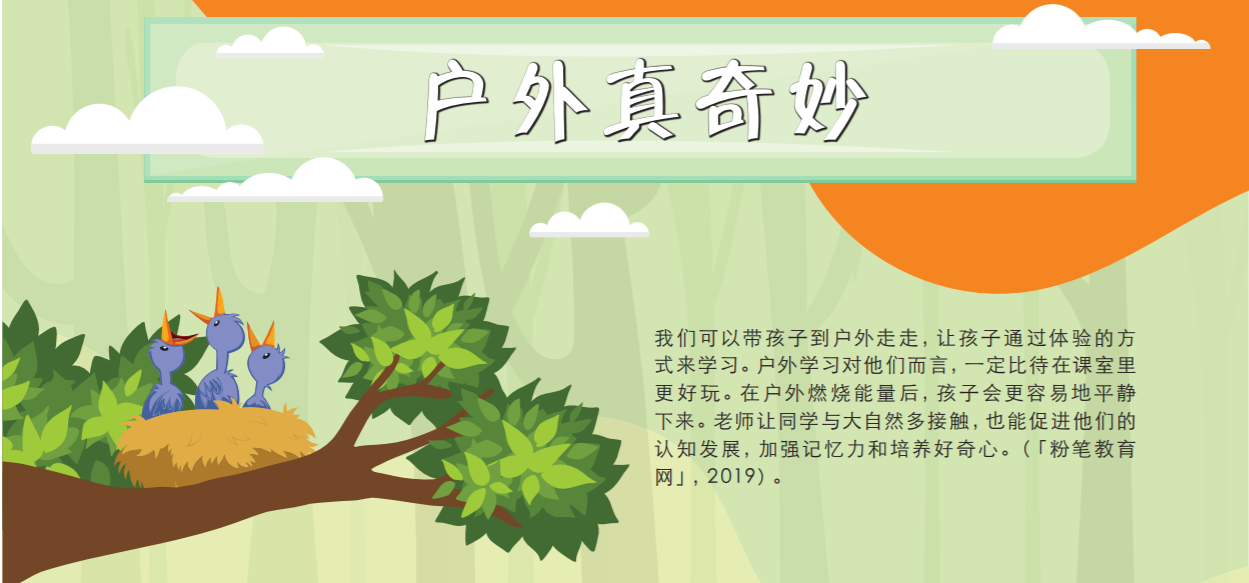 户外真奇妙
我们可以带孩子到户外走走，让孩子通过体验的方
式来学习。户外学习对他们而言，一定比待在课室里
更好玩。在户外燃烧能量后，孩子会更容易地平静
下来。老师让同学与大自然多接触，也能促进他们的
认知发展，加强记忆力和培养好奇心。（「粉笔教育
网」，2019）。